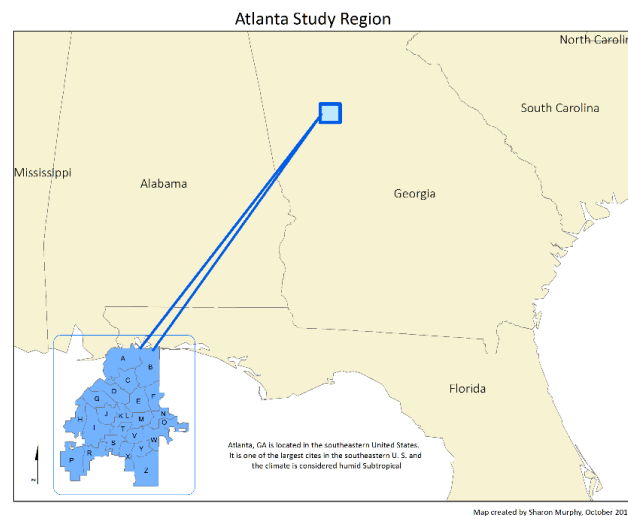 Atlanta Study Region
North Carolin
South Carolina
Mississippi
Alabama
Georgia
Florida
A
B
C
D
E
F
G
H
J
K L
M
N
O
I
T
V
W
S
Y
R
X
P
Z
Atlanta, GA is located in the southeastern United States.
It is one of the largest cites in the southeastern U. S. and
the climate is considered humid Subtropical
N
Map created by Sharon Murphy, October 201